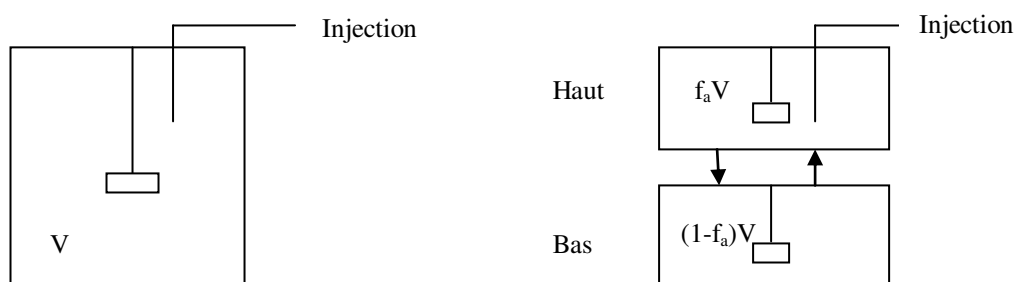 Injection
V
Injection
Haut
fₐV
Bas
(1-fₐ)V